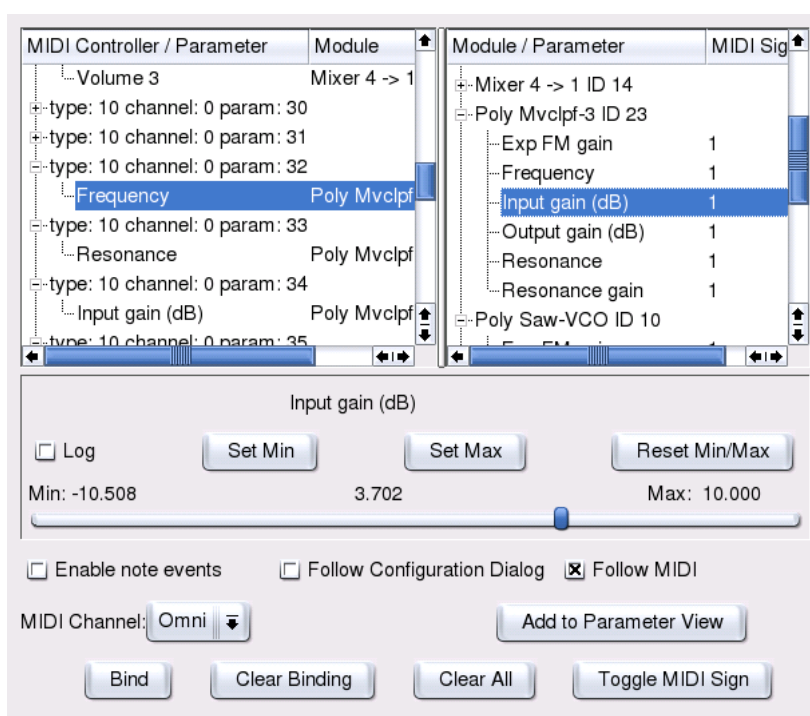 MIDI Controller / Parameter Module
Volume 3 Mixer 4 -> 1
type: 10 channel: 0 param: 30
type: 10 channel: 0 param: 31
type: 10 channel: 0 param: 32
Frequency Poly Mvclpf
type: 10 channel: 0 param: 33
Resonance Poly Mvclpf
type: 10 channel: 0 param: 34
Input gain (dB) Poly Mvclpf
type: 10 channel: 0 param: 35
Module / Parameter MIDI Sig
Mixer 4 -> 1 ID 14
Poly Mvclpf-3 ID 23
Exp FM gain 1
Frequency 1
Input gain (dB) 1
Output gain (dB) 1
Resonance 1
Resonance gain 1
Poly Saw-VCO ID 10
Input gain (dB)
Log Set Min Set Max Reset Min/Max
Min: -10.508 3.702 Max: 10.000
Enable note events Follow Configuration Dialog Follow MIDI
MIDI Channel: Omni Add to Parameter View
Bind Clear Binding Clear All Toggle MIDI Sign